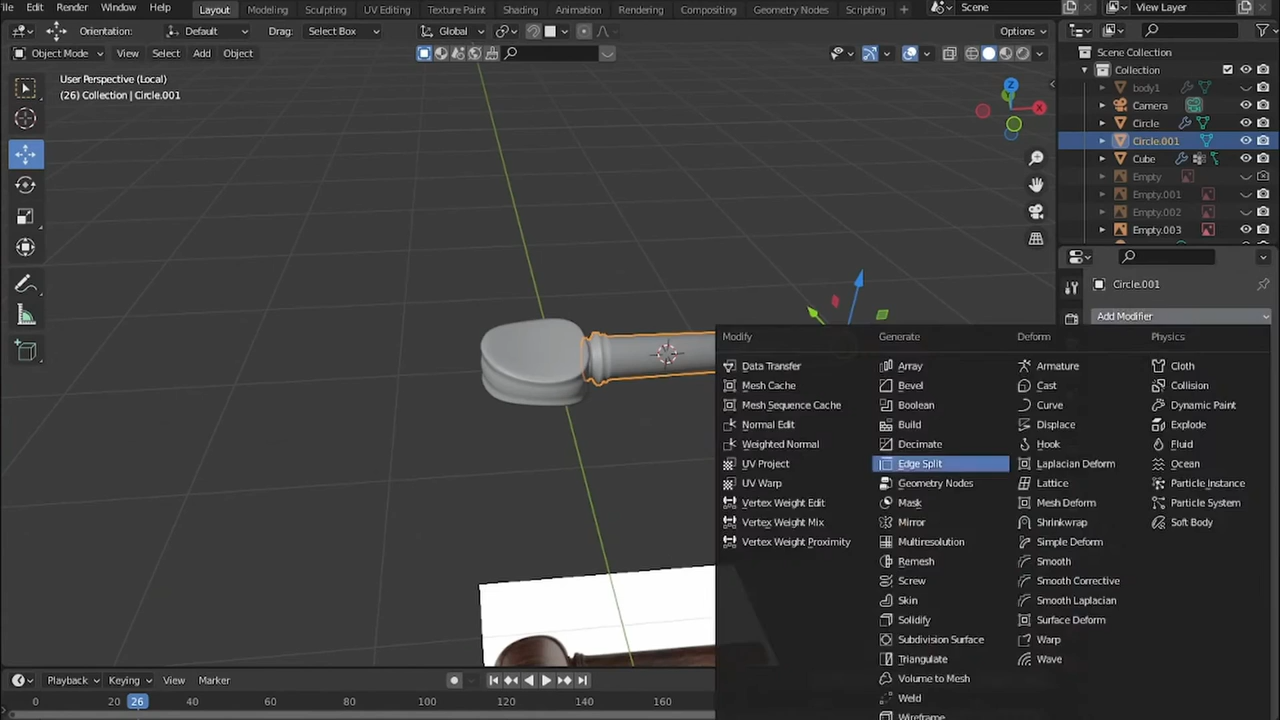 File Edit Render Window Help Layout Modeling Sculpting UV Editing Texture Paint Shading Animation Rendering Compositing Geometry Nodes Scripting + Scene View Layer
Orientation: Default Drag: Select Box Global Options
Object Mode View Select Add Object
User Perspective (Local)
(26) Collection | Circle.001
Z
X
Scene Collection
Collection
body1
Camera
Circle
Circle.001
Cube
Empty
Empty.001
Empty.002
Empty.003
Circle.001
Add Modifier
Modify Generate Deform Physics
Data Transfer Array Armature Cloth
Mesh Cache Bevel Cast Collision
Mesh Sequence Cache Boolean Curve Dynamic Paint
Normal Edit Build Displace Explode
Weighted Normal Decimate Hook Fluid
UV Project Edge Split Laplacian Deform Ocean
UV Warp Geometry Nodes Lattice Particle Instance
Vertex Weight Edit Mask Mesh Deform Particle System
Vertex Weight Mix Mirror Shrinkwrap Soft Body
Vertex Weight Proximity Multiresolution Simple Deform
Remesh Smooth
Screw Smooth Corrective
Skin Smooth Laplacian
Solidify Surface Deform
Subdivision Surface Warp
Triangulate Wave
Volume to Mesh
Weld
Wireframe
Playback Keying View Marker
0 26 40 60 80 100 120 140 160